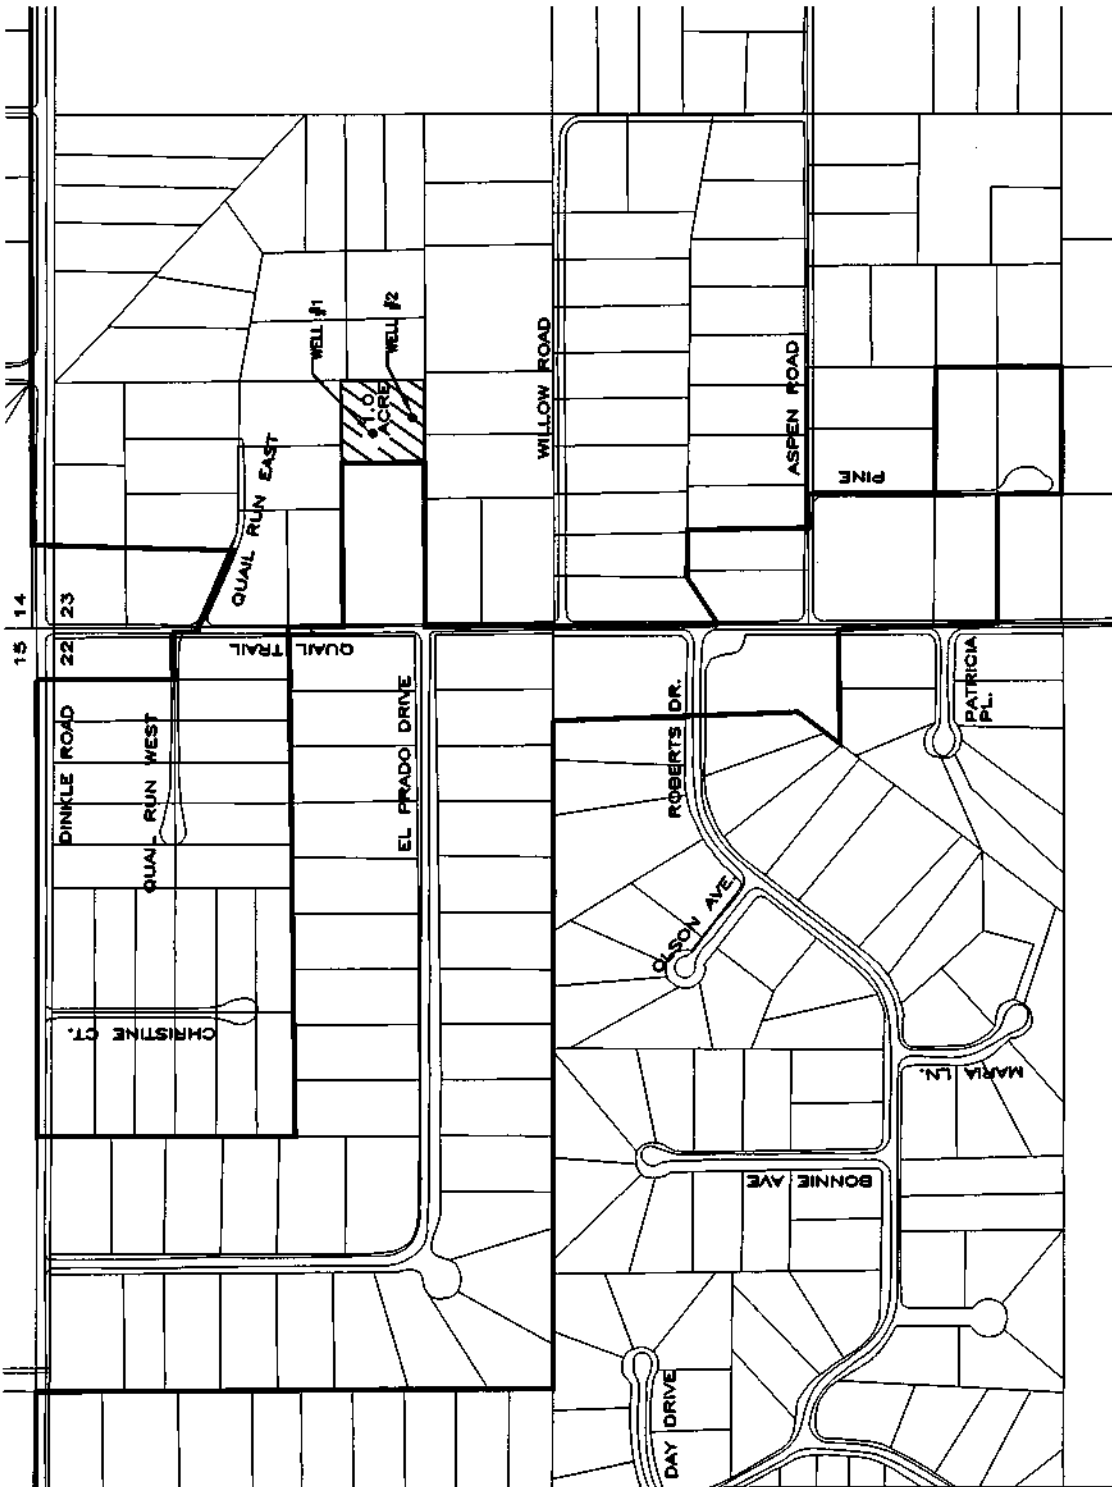 WELL #1
WELL #2
1.0
ACRE
WILLOW ROAD
ASPEN ROAD
PINE
QUAIL RUN EAST
14
23
15
22
QUAIL TRAIL
DINKLE ROAD
QUAIL RUN WEST
EL PRADO DRIVE
ROBERTS DR.
PATRICIA
PL.
OLSON AVE.
CHRISTINE CT.
MARIA LN.
BONNIE AVE
DAY DRIVE